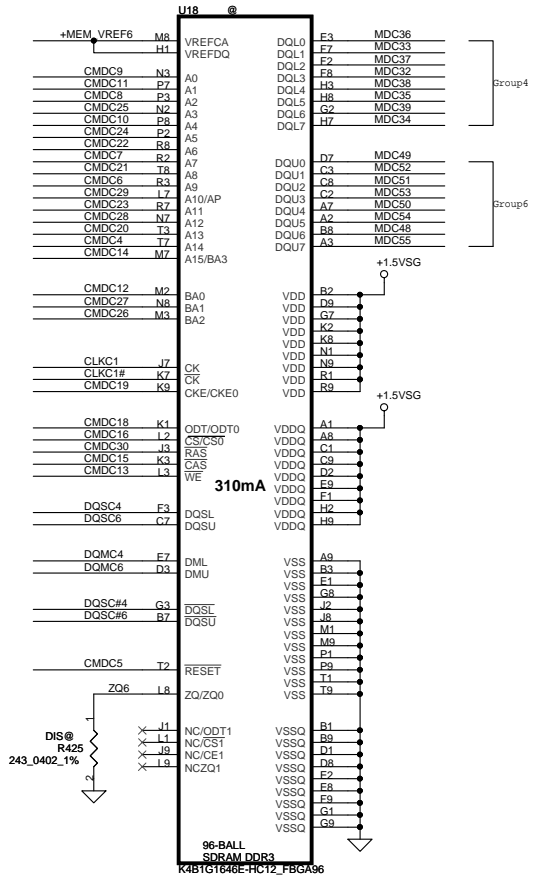 U18 @
+MEM_VREF6 M8 VREFCA DQL0 E3 MDC36
H1 VREFDQ DQL1 F7 MDC33
DQL2 F2 MDC37
CMDC9 N3 A0 DQL3 F8 MDC32
CMDC11 P7 A1 DQL4 H3 MDC38
CMDC8 P3 A2 DQL5 H8 MDC35
CMDC25 N2 A3 DQL6 G2 MDC39
CMDC10 P8 A4 DQL7 H7 MDC34
Group4
CMDC24 P2 A5
CMDC22 R8 A6
CMDC7 R2 A7 DQU0 D7 MDC49
CMDC21 T8 A8 DQU1 C3 MDC52
CMDC6 R3 A9 DQU2 C8 MDC51
CMDC29 L7 A10/AP DQU3 C2 MDC53
CMDC23 R7 A11 DQU4 A7 MDC50
CMDC28 N7 A12 DQU5 A2 MDC54
CMDC20 T3 A13 DQU6 B8 MDC48
CMDC4 T7 A14 DQU7 A3 MDC55
Group6
CMDC14 M7 A15/BA3
+1.5VSG
CMDC12 M2 BA0 VDD B2
CMDC27 N8 BA1 VDD D9
CMDC26 M3 BA2 VDD G7
VDD K2
VDD K8
VDD N1
CLKC1 J7 CK VDD N9
CLKC1# K7 CK VDD R1
CMDC19 K9 CKE/CKE0 VDD R9
+1.5VSG
CMDC18 K1 ODT/ODT0 VDDQ A1
CMDC16 L2 CS/CS0 VDDQ A8
CMDC30 J3 RAS VDDQ C1
CMDC15 K3 CAS VDDQ C9
CMDC13 L3 WE VDDQ D2
310mA
VDDQ E9
VDDQ F1
DQSC4 F3 DQSL VDDQ H2
DQSC6 C7 DQSU VDDQ H9
DQMC4 E7 DML VSS A9
DQMC6 D3 DMU VSS B3
VSS E1
VSS G8
DQSC#4 G3 DQSL VSS J2
DQSC#6 B7 DQSU VSS J8
VSS M1
VSS M9
VSS P1
CMDC5 T2 RESET VSS P9
VSS T1
ZQ6 L8 ZQ/ZQ0 VSS T9
1
DIS@
R425
243_0402_1%
2
J1 NC/ODT1 VSSQ B1
L1 NC/CS1 VSSQ B9
J9 NC/CE1 VSSQ D1
L9 NCZQ1 VSSQ D8
VSSQ E2
VSSQ E8
VSSQ F9
VSSQ G1
VSSQ G9
96-BALL
SDRAM DDR3
K4B1G1646E-HC12_FBGA96